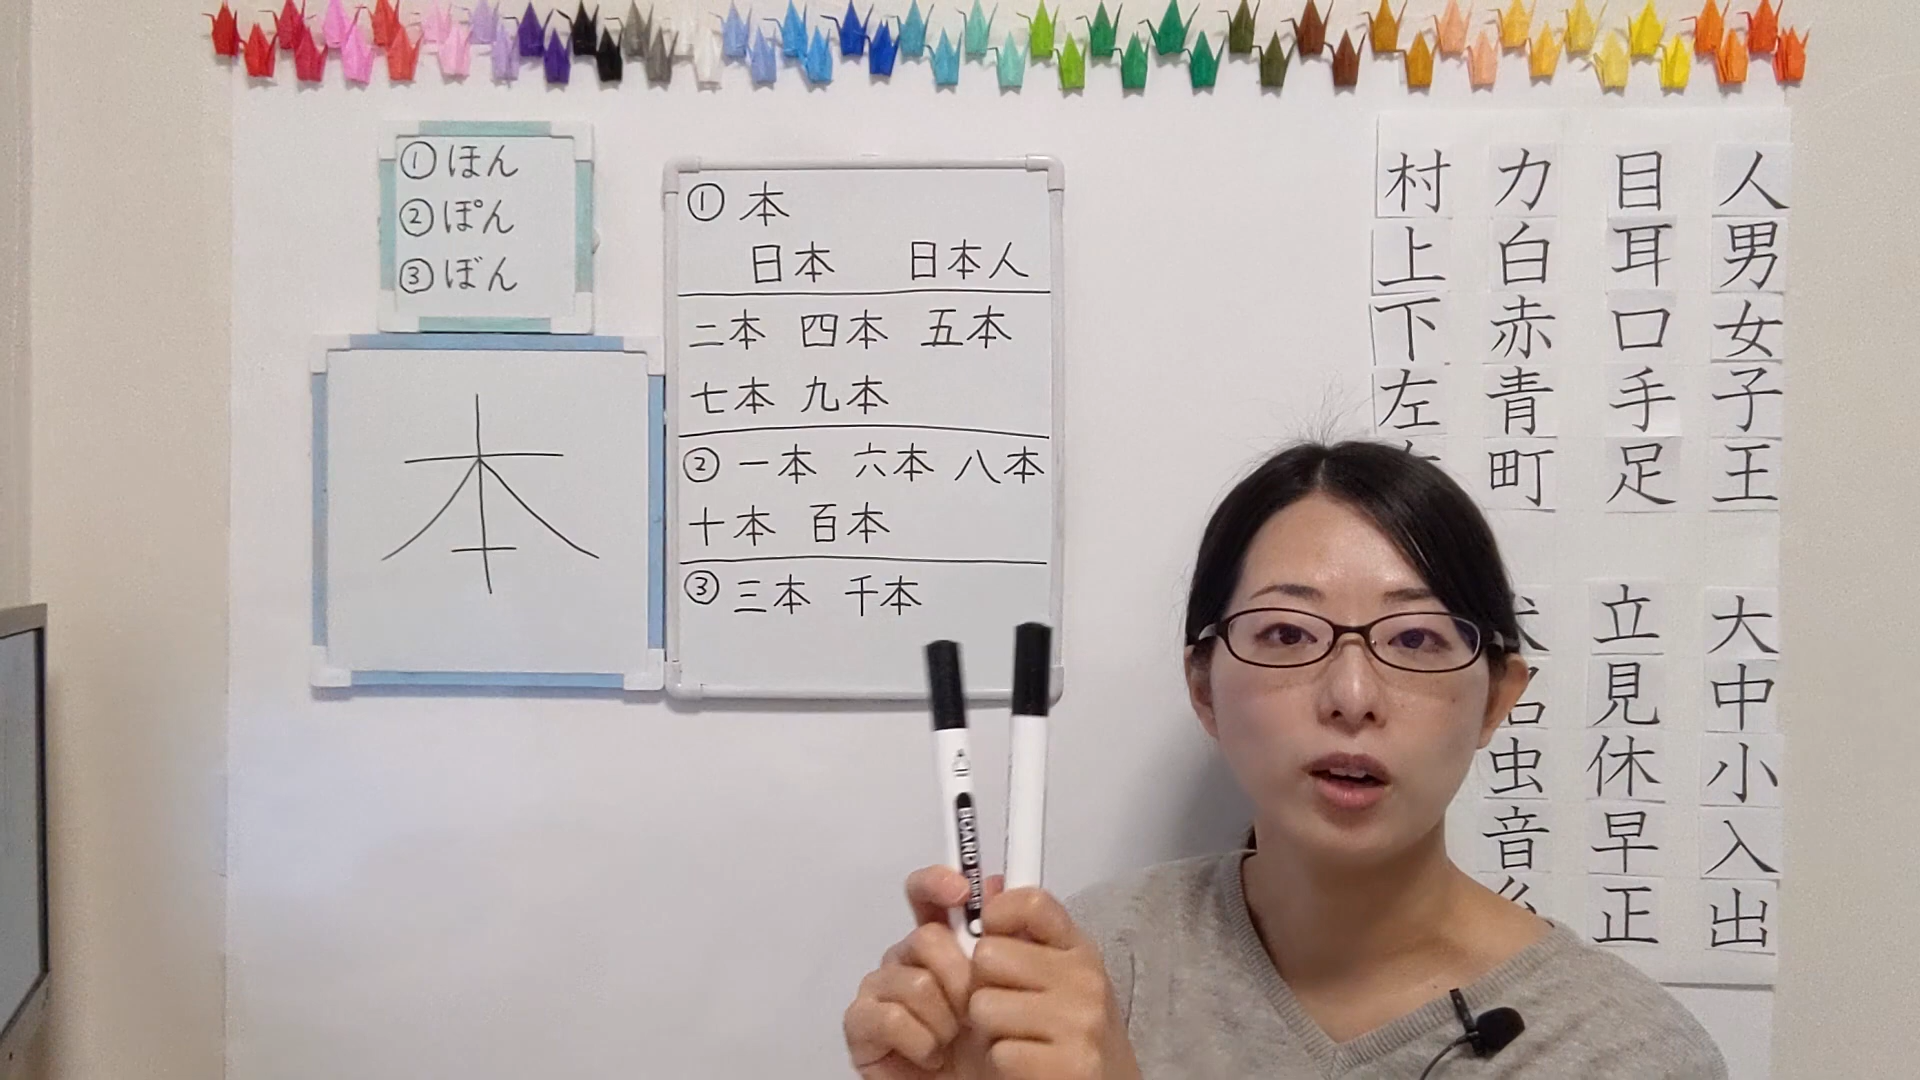 ① ほん
② ぽん
③ ぼん
本
① 本
日本 日本人
二本 四本 五本
七本 九本
② 一本 六本 八本
十本 百本
③ 三本 千本
人男女子王
目耳口手足
力白赤青町
村上下左
大中小入出
立見休早正
虫音
BOARD